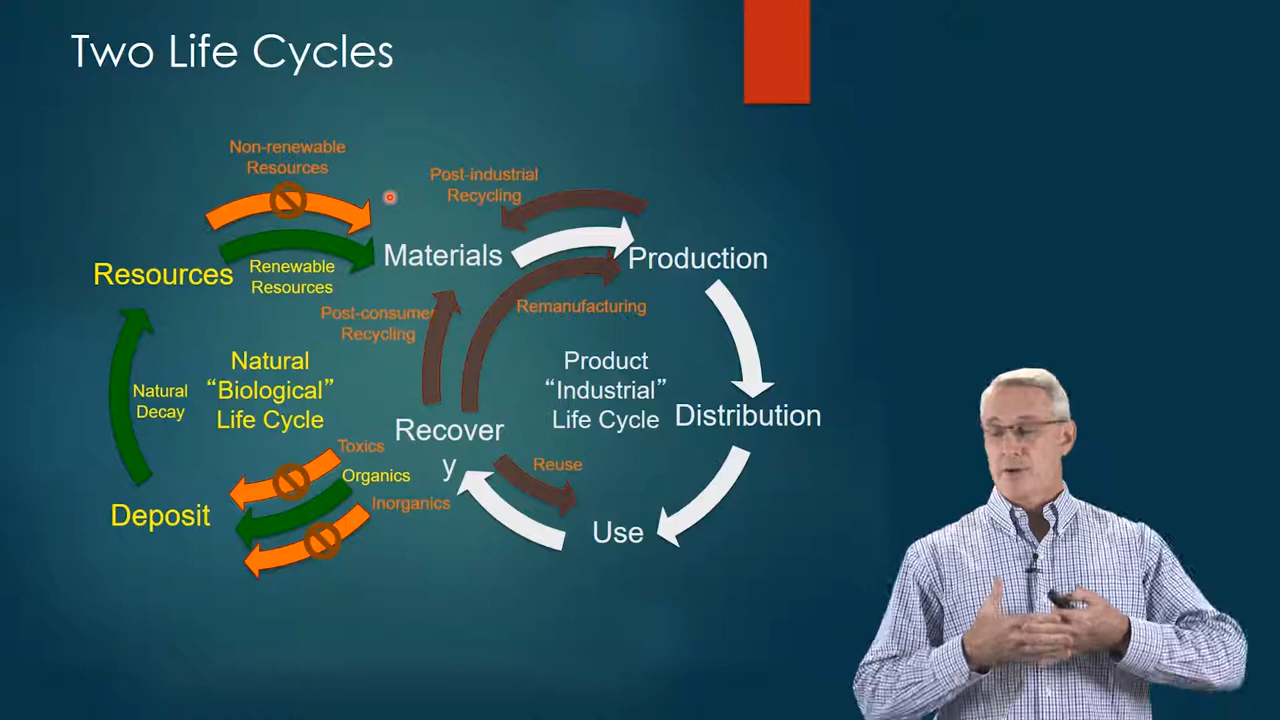 Two Life Cycles
Non-renewable
Resources
Post-industrial
Recycling
Materials
Production
Resources
Renewable
Resources
Post-consumer
Recycling
Remanufacturing
Natural
“Biological”
Life Cycle
Product
“Industrial”
Life Cycle
Natural
Decay
Distribution
Recover
y
Toxics
Organics
Inorganics
Reuse
Deposit
Use